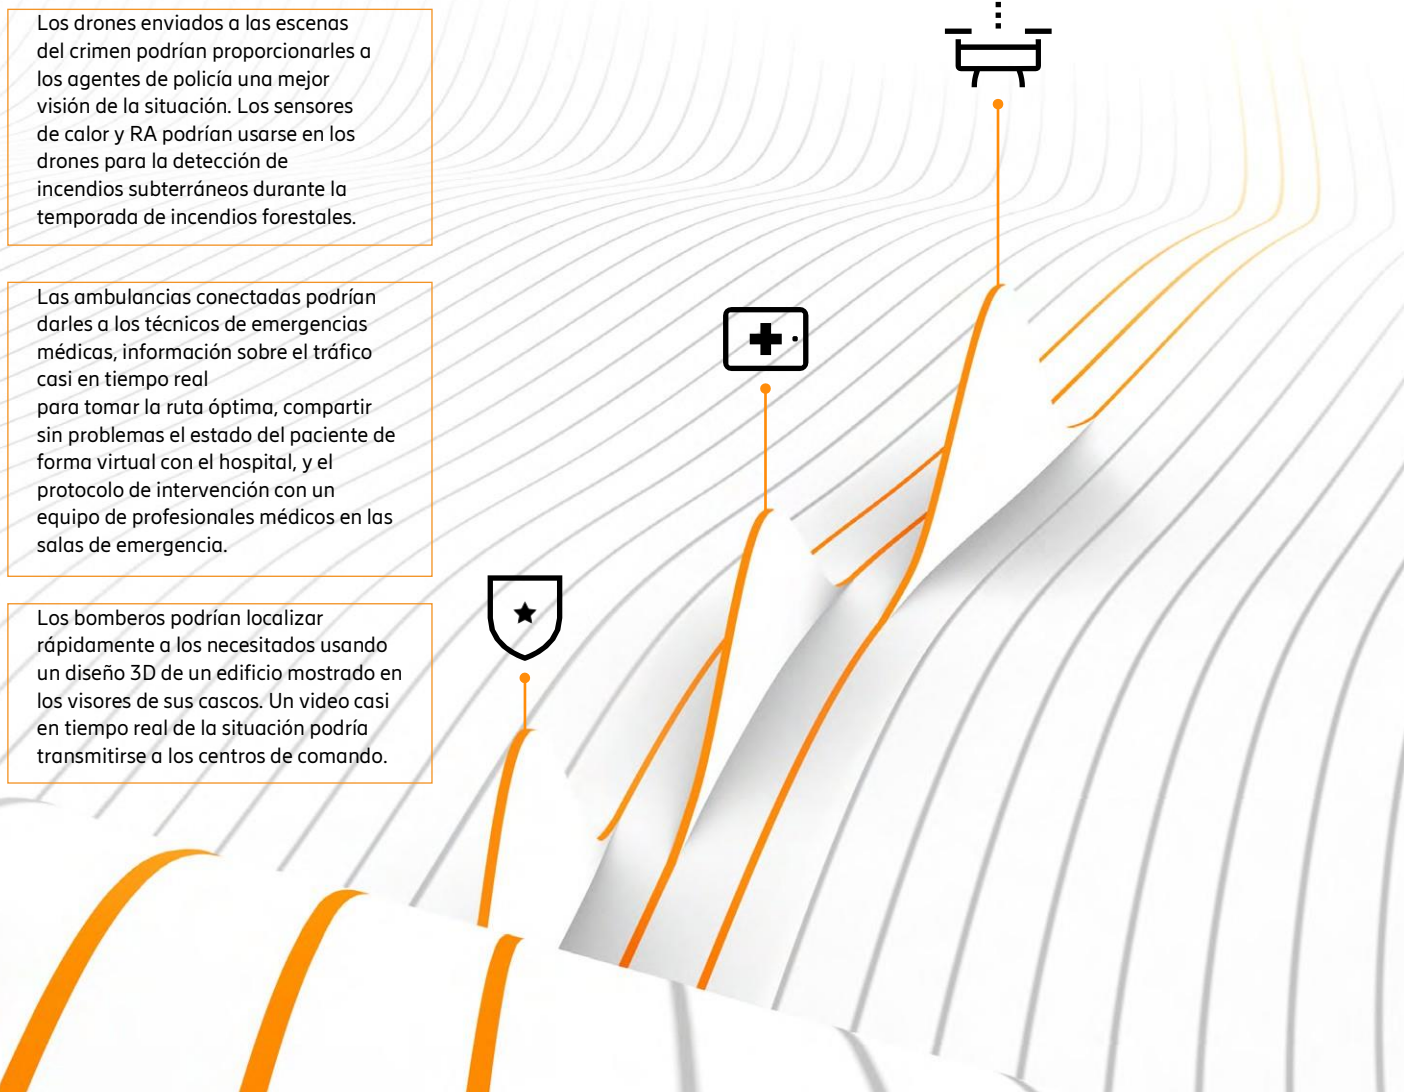 Los drones enviados a las escenas
del crimen podrían proporcionarles a
los agentes de policía una mejor
visión de la situación. Los sensores
de calor y RA podrían usarse en los
drones para la detección de
incendios subterráneos durante la
temporada de incendios forestales.
Las ambulancias conectadas podrían
darles a los técnicos de emergencias
médicas, información sobre el tráfico
casi en tiempo real
para tomar la ruta óptima, compartir
sin problemas el estado del paciente de
forma virtual con el hospital, y el
protocolo de intervención con un
equipo de profesionales médicos en las
salas de emergencia.
Los bomberos podrían localizar
rápidamente a los necesitados usando
un diseño 3D de un edificio mostrado en
los visores de sus cascos. Un video casi
en tiempo real de la situación podría
transmitirse a los centros de comando.